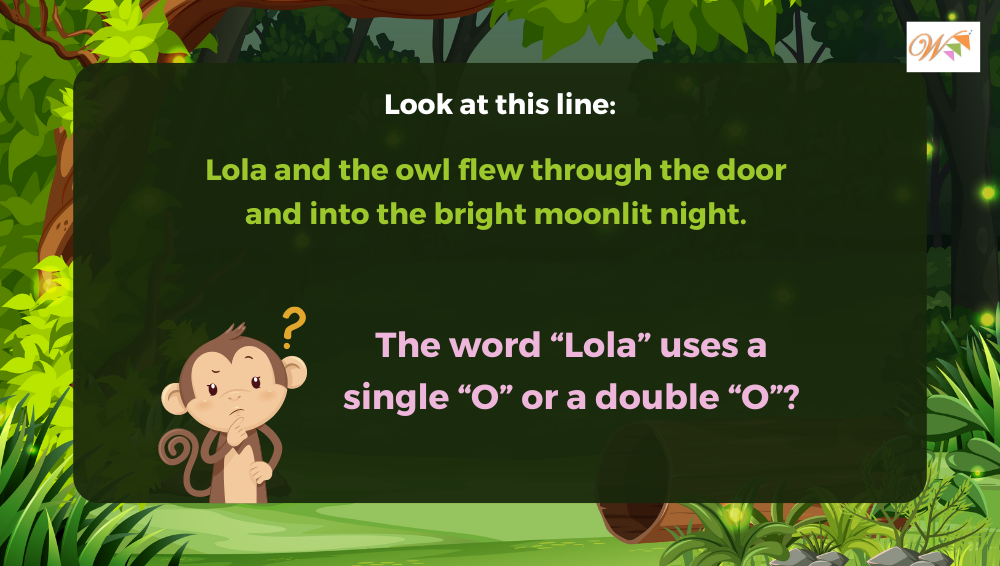 W
Look at this line:
Lola and the owl flew through the door
and into the bright moonlit night.
?
The word “Lola” uses a
single “O” or a double “O”?